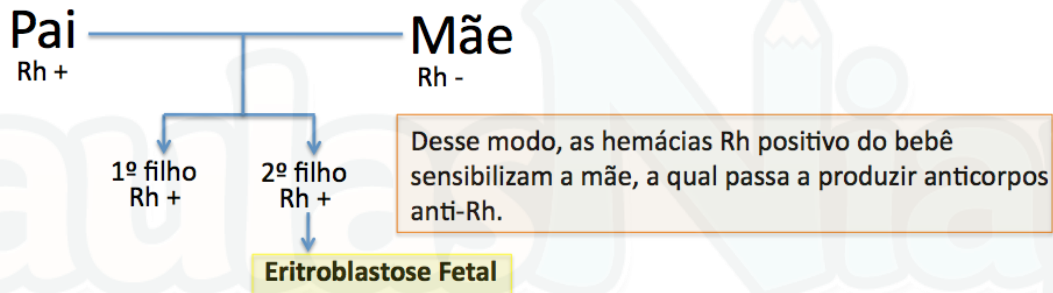 Pai
Mãe
Rh +
Rh -
1º filho
Rh +
2º filho
Rh +
Desse modo, as hemácias Rh positivo do bebê
sensibilizam a mãe, a qual passa a produzir anticorpos
anti-Rh.
Eritroblastose Fetal
aulasNia